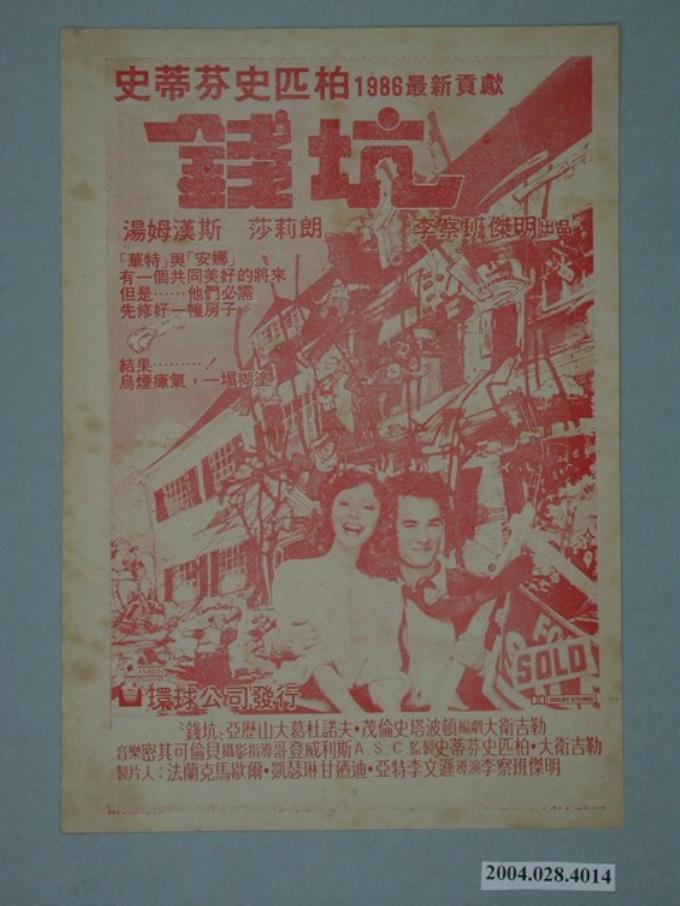 史蒂芬史匹柏1986最新貢獻
錢坑
湯姆漢斯 莎莉朗 李察班傑明出品
「華特」與「安娜」
有一個共同美好的將來
但是……他們必需
先修好一幢房子。
結果………！
烏煙瘴氣，一塌糊塗
SOLD
環球公司發行
DOLBY STEREO
錢坑：亞歷山大葛杜諾夫·茂倫史塔波頓 編劇大衛吉勒
音樂密其可倫貝 攝影指導哥登威利斯A.S.C. 監製史蒂芬史匹柏·大衛吉勒
製片人：法蘭克馬歇爾·凱瑟琳甘迺迪·亞特李文遜 導演李察班傑明
2004.028.4014